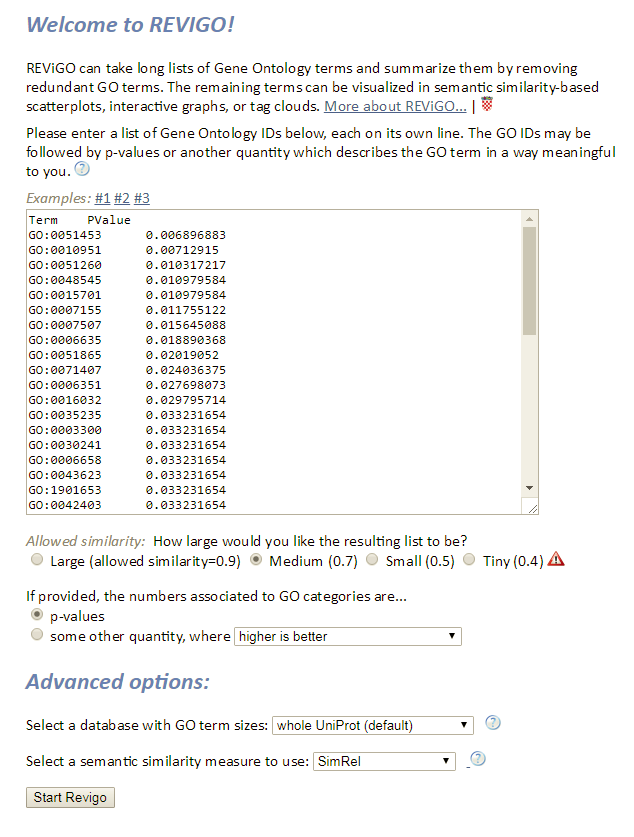 Welcome to REVIGO!
REViGO can take long lists of Gene Ontology terms and summarize them by removing
redundant GO terms. The remaining terms can be visualized in semantic similarity-based
scatterplots, interactive graphs, or tag clouds. More about REViGO... |
Please enter a list of Gene Ontology IDs below, each on its own line. The GO IDs may be
followed by p-values or another quantity which describes the GO term in a way meaningful
to you. ?
Examples: #1 #2 #3
Term PValue
GO:0051453 0.006896883
GO:0010951 0.00712915
GO:0051260 0.010317217
GO:0048545 0.010979584
GO:0015701 0.010979584
GO:0007155 0.011755122
GO:0007507 0.015645088
GO:0006635 0.018890368
GO:0051865 0.02019052
GO:0071407 0.024036375
GO:0006351 0.027698073
GO:0016032 0.029795714
GO:0035235 0.033231654
GO:0003300 0.033231654
GO:0030241 0.033231654
GO:0006658 0.033231654
GO:0043623 0.033231654
GO:1901653 0.033231654
GO:0042403 0.033231654
Allowed similarity: How large would you like the resulting list to be?
Large (allowed similarity=0.9) Medium (0.7) Small (0.5) Tiny (0.4)
If provided, the numbers associated to GO categories are...
p-values
some other quantity, where higher is better
Advanced options:
Select a database with GO term sizes: whole UniProt (default) ?
Select a semantic similarity measure to use: SimRel ?
Start Revigo